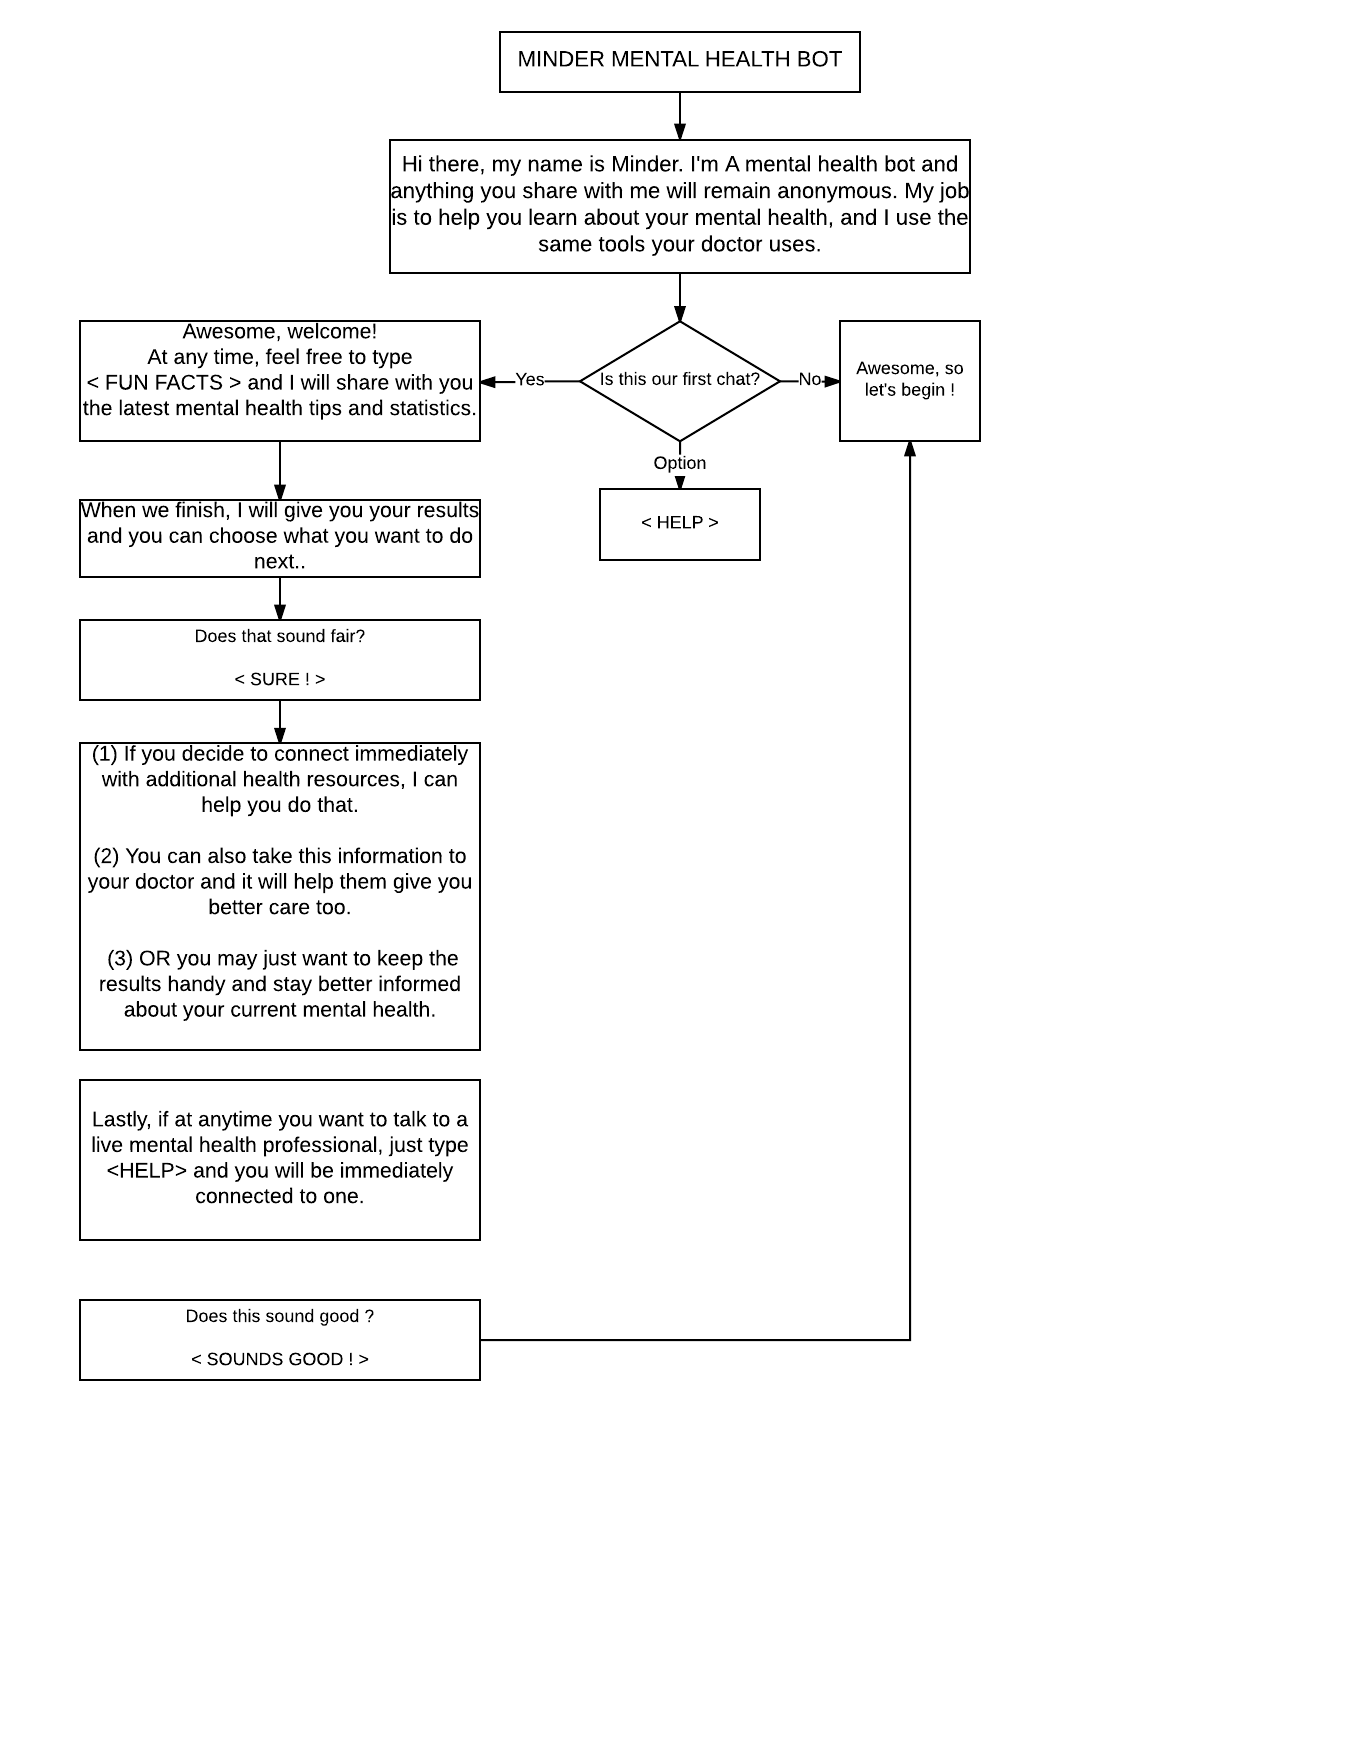 MINDER MENTAL HEALTH BOT
Hi there, my name is Minder. I'm A mental health bot and
anything you share with me will remain anonymous. My job
is to help you learn about your mental health, and I use the
same tools your doctor uses.
Is this our first chat?
Yes
No
Option
< HELP >
Awesome, welcome!
At any time, feel free to type
< FUN FACTS > and I will share with you
the latest mental health tips and statistics.
When we finish, I will give you your results
and you can choose what you want to do
next..
Does that sound fair?
< SURE ! >
(1) If you decide to connect immediately
with additional health resources, I can
help you do that.
(2) You can also take this information to
your doctor and it will help them give you
better care too.
(3) OR you may just want to keep the
results handy and stay better informed
about your current mental health.
Lastly, if at anytime you want to talk to a
live mental health professional, just type
<HELP> and you will be immediately
connected to one.
Does this sound good ?
< SOUNDS GOOD ! >
Awesome, so
let's begin !